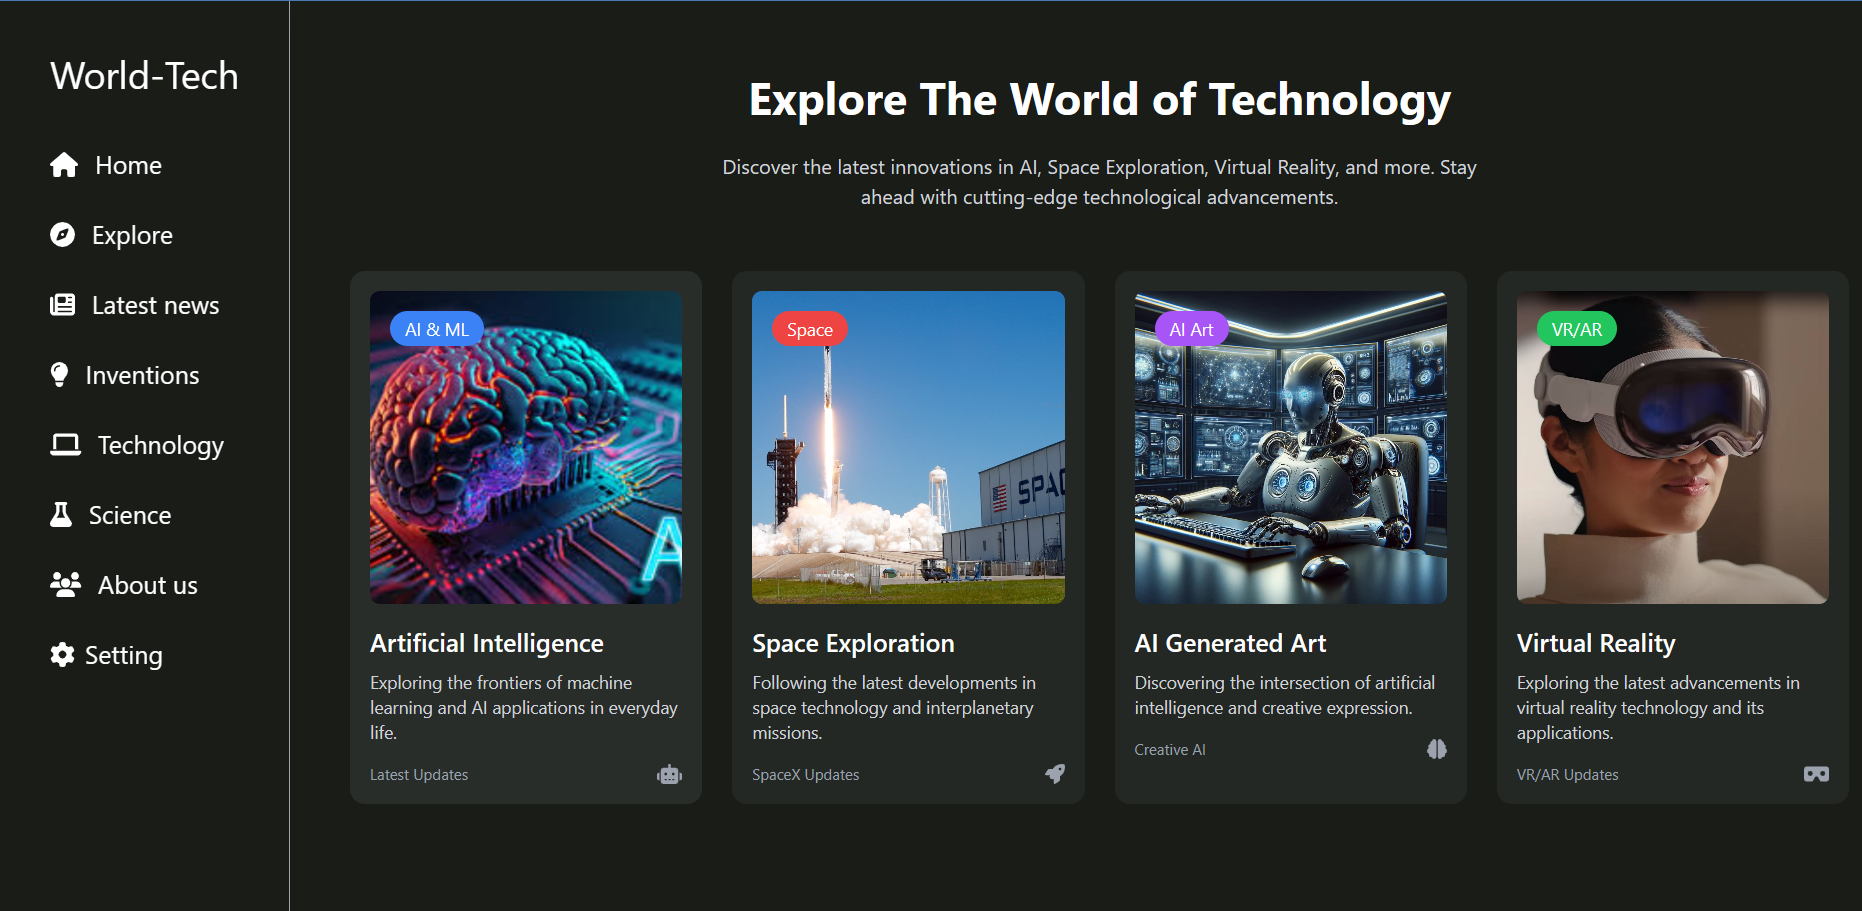 World-Tech
Home
Explore
Latest news
Inventions
Technology
Science
About us
Setting
Explore The World of Technology
Discover the latest innovations in AI, Space Exploration, Virtual Reality, and more. Stay
ahead with cutting-edge technological advancements.
AI & ML
A
Artificial Intelligence
Exploring the frontiers of machine
learning and AI applications in everyday
life.
Latest Updates
Space
SPAC
Space Exploration
Following the latest developments in
space technology and interplanetary
missions.
SpaceX Updates
AI Art
AI Generated Art
Discovering the intersection of artificial
intelligence and creative expression.
Creative AI
VR/AR
Virtual Reality
Exploring the latest advancements in
virtual reality technology and its
applications.
VR/AR Updates